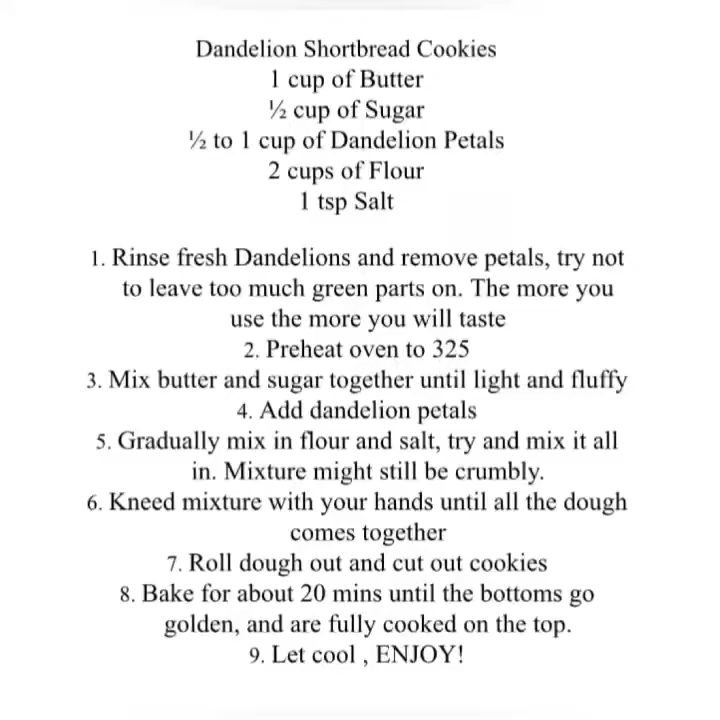 Dandelion Shortbread Cookies
1 cup of Butter
½ cup of Sugar
½ to 1 cup of Dandelion Petals
2 cups of Flour
1 tsp Salt
1. Rinse fresh Dandelions and remove petals, try not
to leave too much green parts on. The more you
use the more you will taste
2. Preheat oven to 325
3. Mix butter and sugar together until light and fluffy
4. Add dandelion petals
5. Gradually mix in flour and salt, try and mix it all
in. Mixture might still be crumbly.
6. Kneed mixture with your hands until all the dough
comes together
7. Roll dough out and cut out cookies
8. Bake for about 20 mins until the bottoms go
golden, and are fully cooked on the top.
9. Let cool , ENJOY!